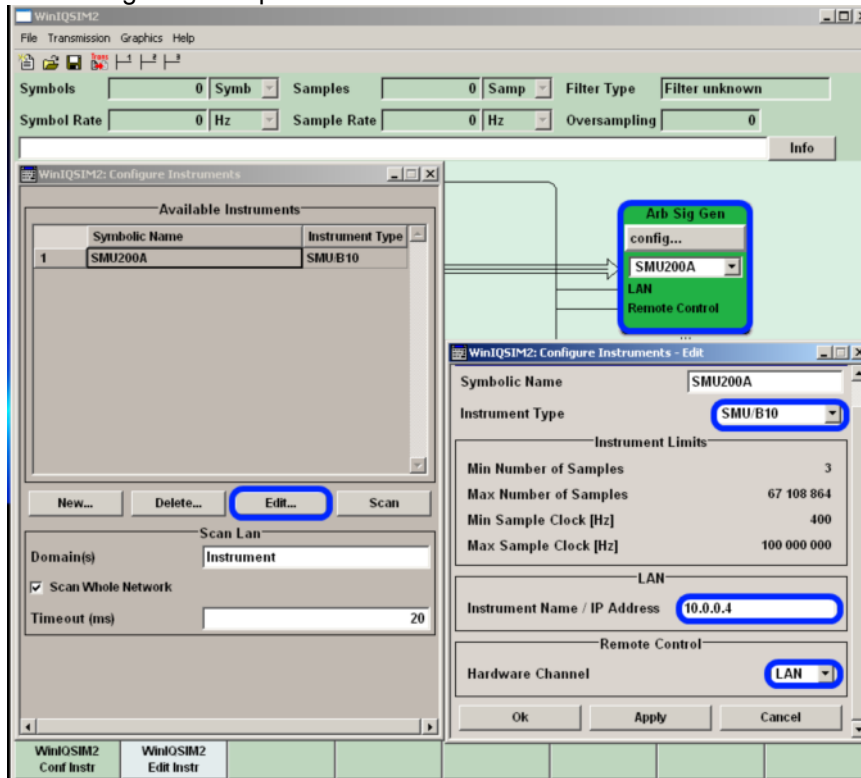 WinIQSIM2
File Transmission Graphics Help
Symbols 0 Symb Samples 0 Samp Filter Type Filter unknown
Symbol Rate 0 Hz Sample Rate 0 Hz Oversampling 0
Info
WinIQSIM2: Configure Instruments
Available Instruments
Symbolic Name Instrument Type
1 SMU200A SMU/B10
New... Delete... Edit... Scan
Scan Lan
Domain(s) Instrument
Scan Whole Network
Timeout (ms) 20
Arb Sig Gen
config...
SMU200A
LAN
Remote Control
WinIQSIM2: Configure Instruments - Edit
Symbolic Name SMU200A
Instrument Type SMU/B10
Instrument Limits
Min Number of Samples 3
Max Number of Samples 67 108 864
Min Sample Clock [Hz] 400
Max Sample Clock [Hz] 100 000 000
LAN
Instrument Name / IP Address 10.0.0.4
Remote Control
Hardware Channel LAN
Ok Apply Cancel
WinIQSIM2 Conf Instr
WinIQSIM2 Edit Instr